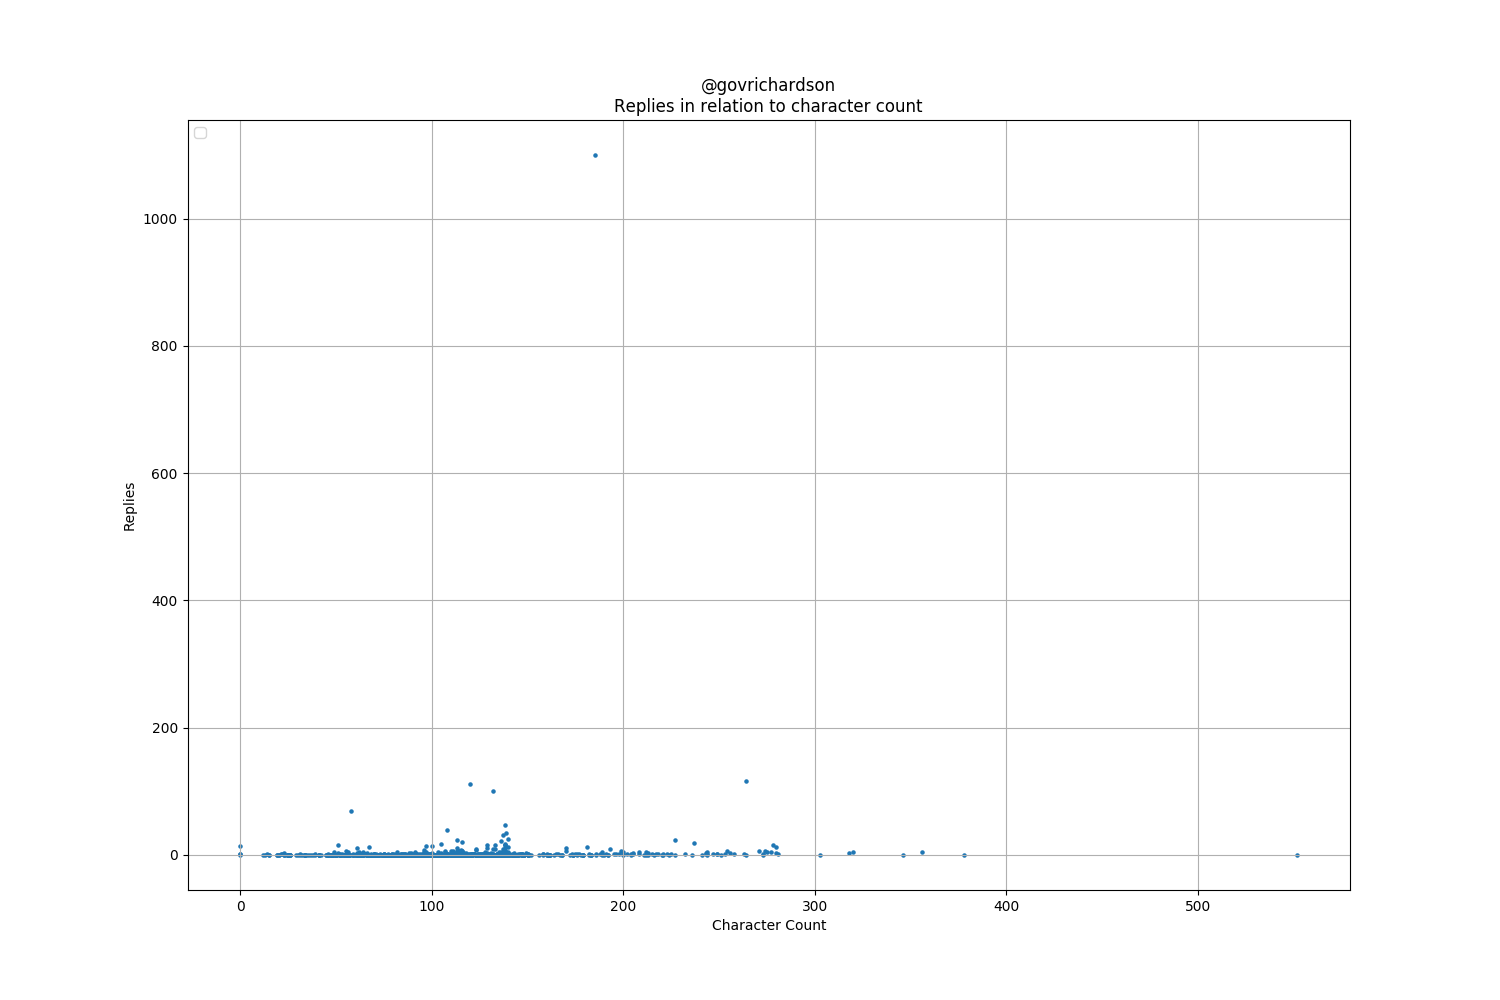 @govrichardson
Replies in relation to character count
1000
800
600
400
200
0
Replies
0 100 200 300 400 500
Character Count